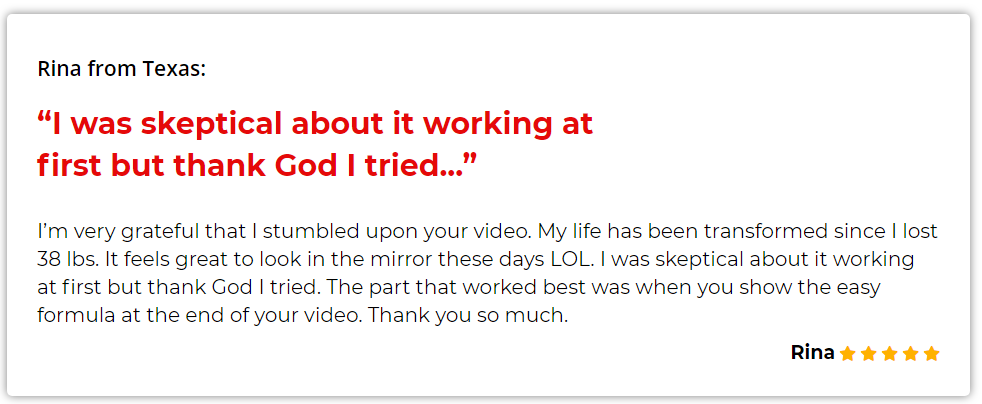 Rina from Texas:
“I was skeptical about it working at
first but thank God I tried...”
I’m very grateful that I stumbled upon your video. My life has been transformed since I lost
38 lbs. It feels great to look in the mirror these days LOL. I was skeptical about it working
at first but thank God I tried. The part that worked best was when you show the easy
formula at the end of your video. Thank you so much.
Rina